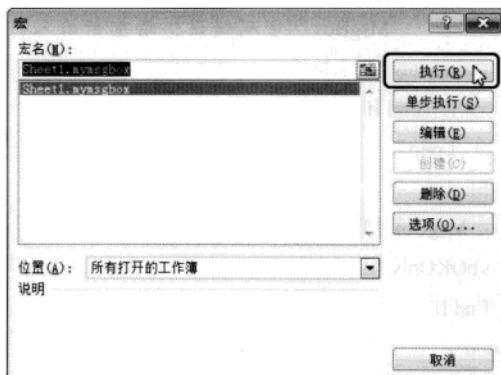 宏
宏名(M):
Sheet1.mymsgbox
Sheet1.mymsgbox
执行(R)
单步执行(S)
编辑(E)
创建(C)
删除(D)
选项(O)...
位置(A): 所有打开的工作簿
说明
取消